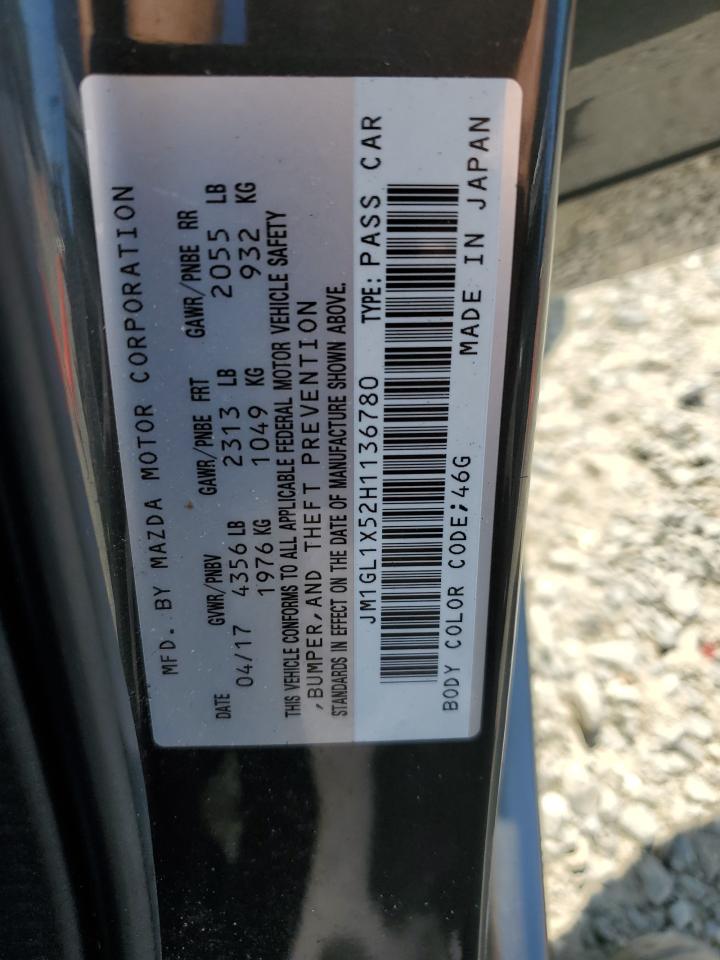 MFD. BY MAZDA MOTOR CORPORATION
DATE GVWR/PNBV GAWR/PNBE FRT GAWR/PNBE RR
04/17 4356 LB 2313 LB 2055 LB
1976 KG 1049 KG 932 KG
THIS VEHICLE CONFORMS TO ALL APPLICABLE FEDERAL MOTOR VEHICLE SAFETY
,BUMPER,AND THEFT PREVENTION
STANDARDS IN EFFECT ON THE DATE OF MANUFACTURE SHOWN ABOVE.
JM1GL1X52H1136780 TYPE: PASS CAR
BODY COLOR CODE;46G MADE IN JAPAN